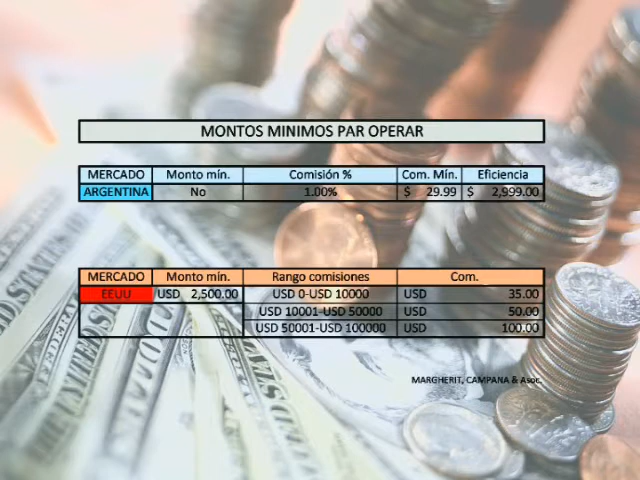 MONTOS MINIMOS PAR OPERAR
MERCADO Monto mín. Comisión % Com. Mín. Eficiencia
ARGENTINA No 1.00% $ 29.99 $ 2,999.00
MERCADO Monto mín. Rango comisiones Com.
EEUU USD 2,500.00 USD 0-USD 10000 USD 35.00
USD 10001-USD 50000 USD 50.00
USD 50001-USD 100000 USD 100.00
MARGHERIT, CAMPANA & Asoc.